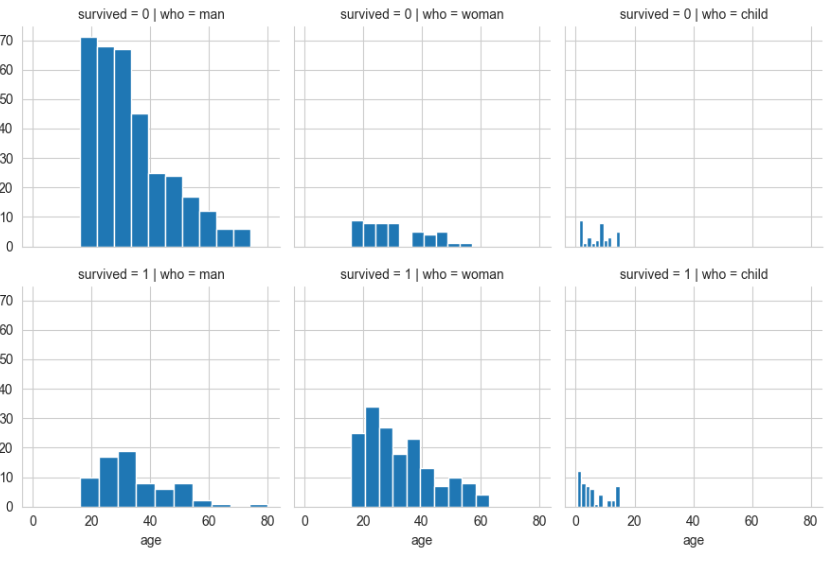 survived = 0 | who = man
survived = 0 | who = woman
survived = 0 | who = child
70
60
50
40
30
20
10
0
survived = 1 | who = man
survived = 1 | who = woman
survived = 1 | who = child
70
60
50
40
30
20
10
0
0 20 40 60 80
0 20 40 60 80
0 20 40 60 80
age
age
age